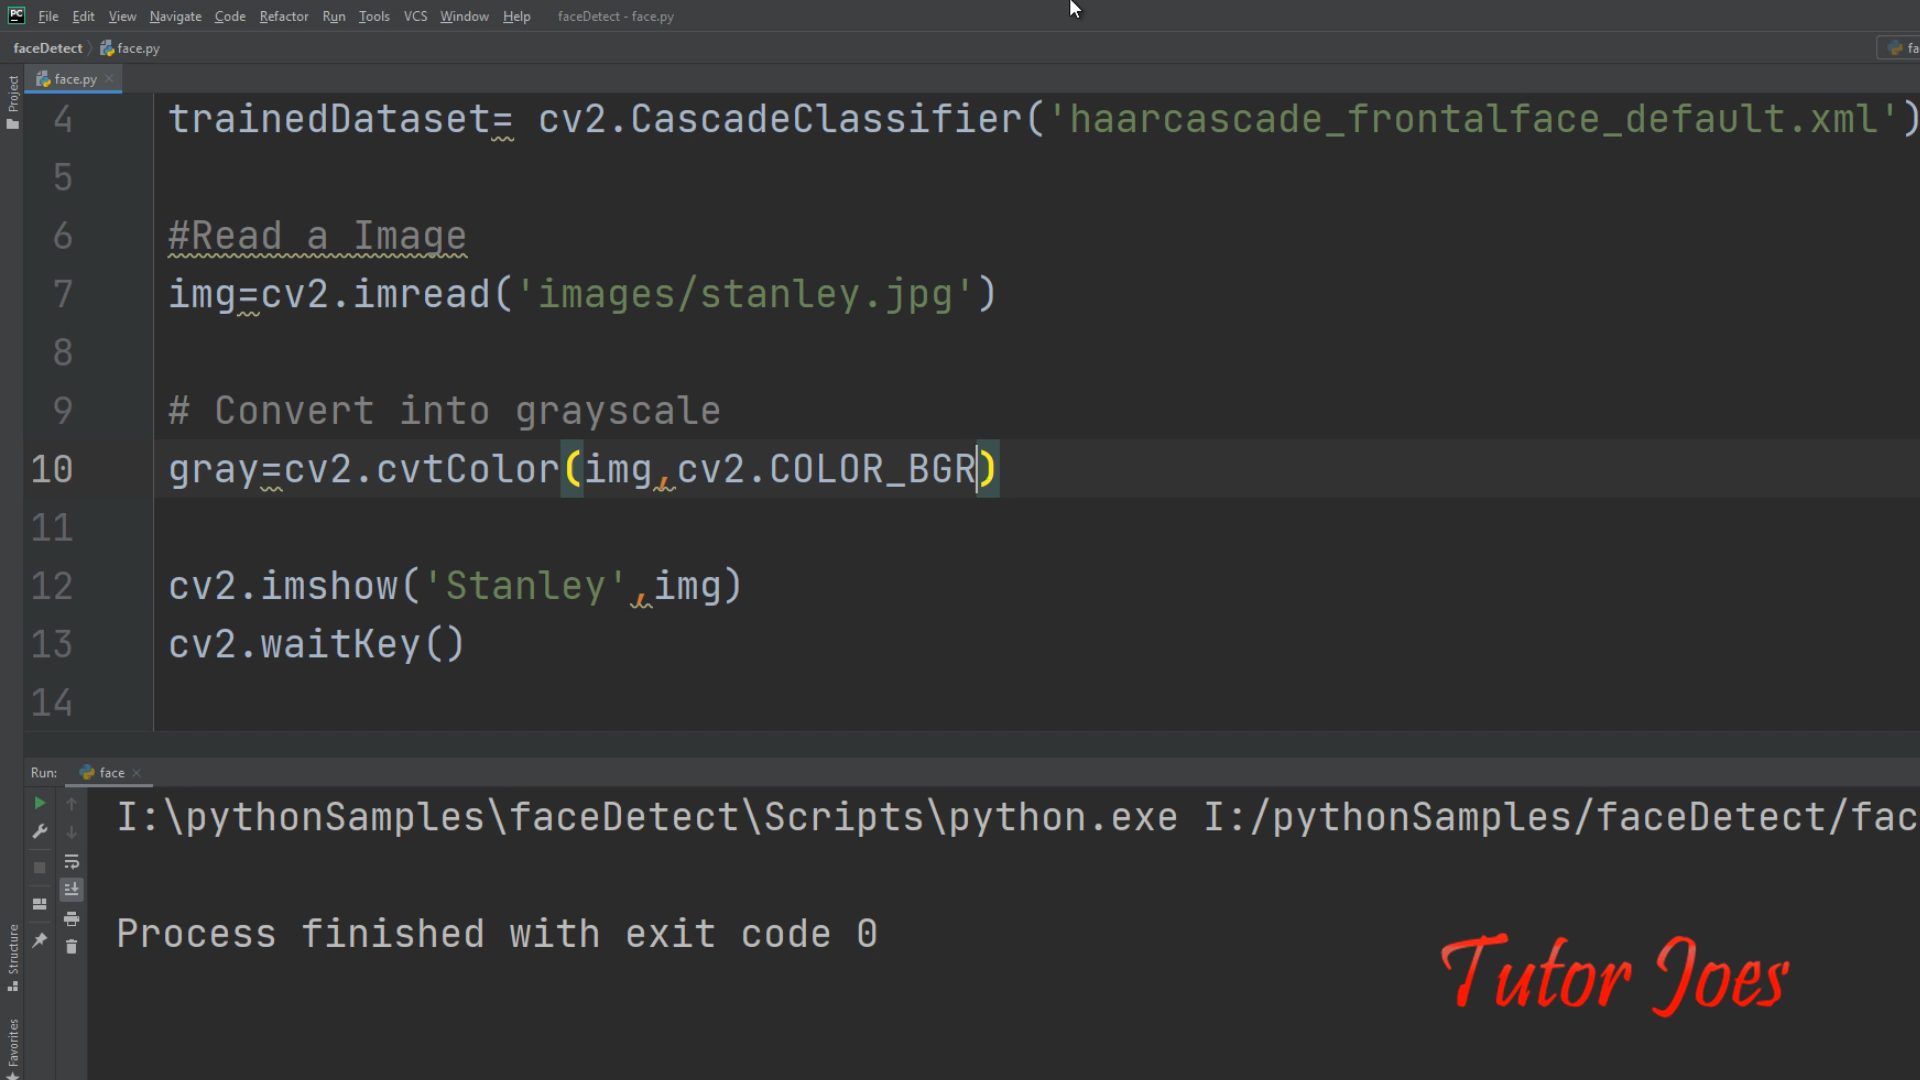 File Edit View Navigate Code Refactor Run Tools VCS Window Help faceDetect - face.py
faceDetect face.py
face.py
Project
4 trainedDataset= cv2.CascadeClassifier('haarcascade_frontalface_default.xml')
5
6 #Read a Image
7 img=cv2.imread('images/stanley.jpg')
8
9 # Convert into grayscale
10 gray=cv2.cvtColor(img,cv2.COLOR_BGR)
11
12 cv2.imshow('Stanley',img)
13 cv2.waitKey()
14
Run: face
I:\pythonSamples\faceDetect\Scripts\python.exe I:/pythonSamples/faceDetect/fac
Process finished with exit code 0
Structure
Favorites
Tutor Joes